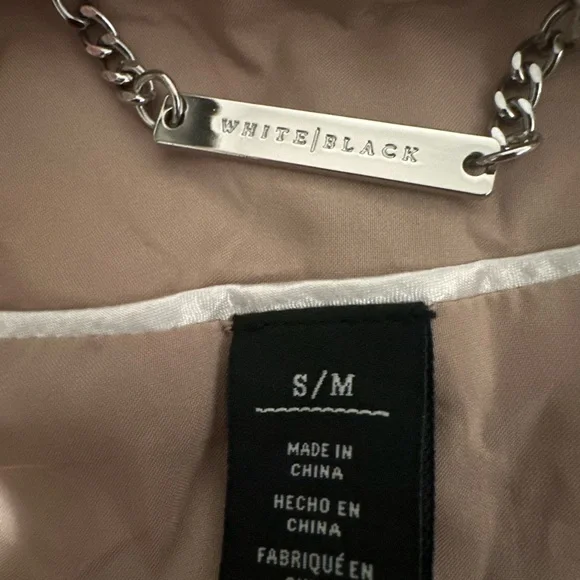 WHITE|BLACK
S/M
MADE IN
CHINA
HECHO EN
CHINA
FABRIQUÉ EN